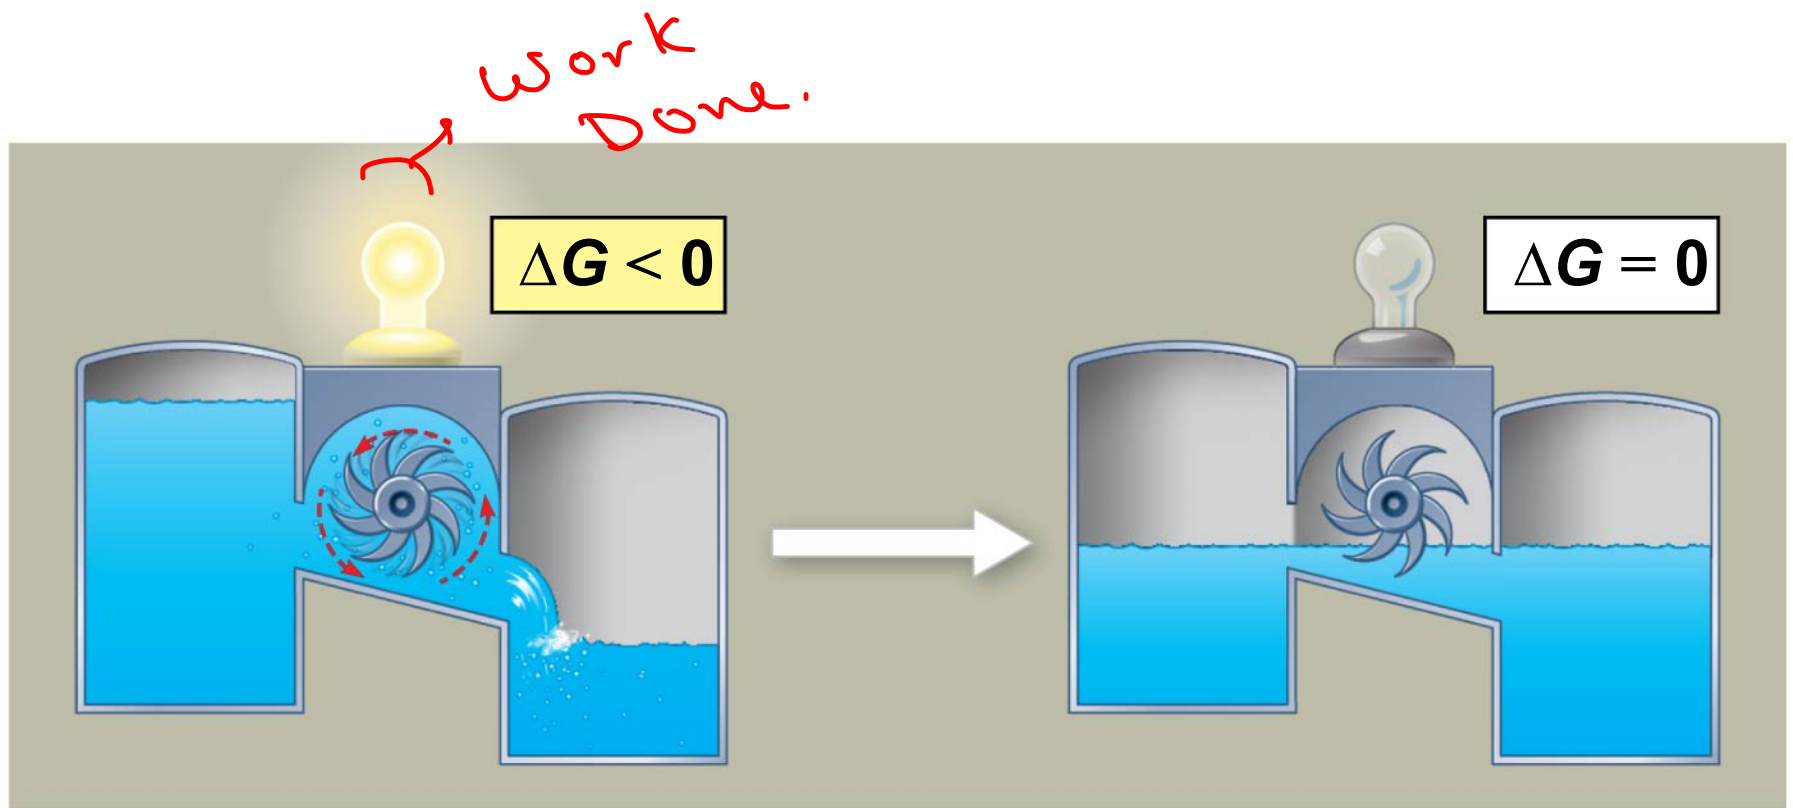 Work
Done.
ΔG < 0
ΔG = 0